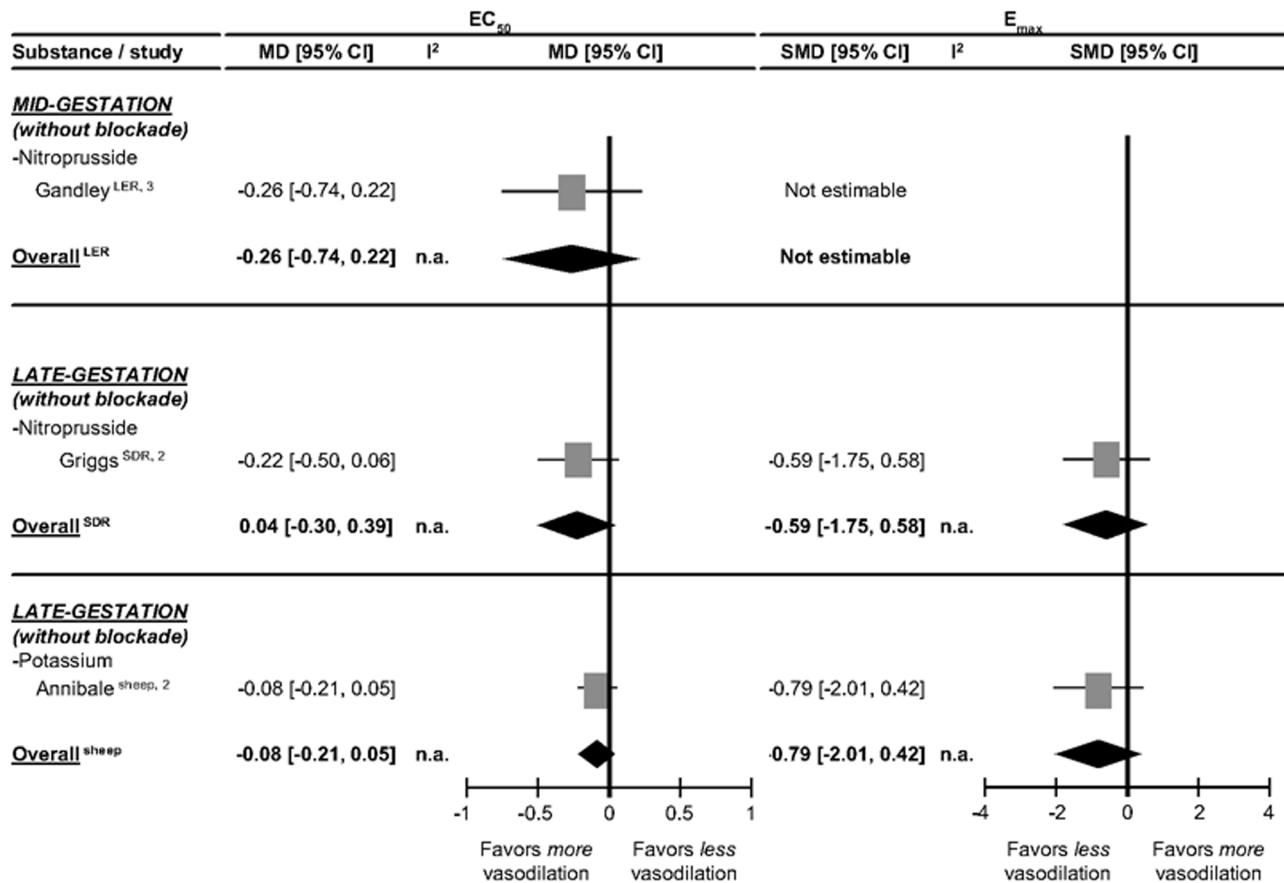 EC50 Emax
Substance / study MD [95% CI] I² MD [95% CI] SMD [95% CI] I² SMD [95% CI]
MID-GESTATION
(without blockade)
-Nitroprusside
Gandley LER, 3 -0.26 [-0.74, 0.22] Not estimable
Overall LER -0.26 [-0.74, 0.22] n.a. Not estimable
LATE-GESTATION
(without blockade)
-Nitroprusside
Griggs SDR, 2 -0.22 [-0.50, 0.06] -0.59 [-1.75, 0.58]
Overall SDR 0.04 [-0.30, 0.39] n.a. -0.59 [-1.75, 0.58] n.a.
LATE-GESTATION
(without blockade)
-Potassium
Annibale sheep, 2 -0.08 [-0.21, 0.05] -0.79 [-2.01, 0.42]
Overall sheep -0.08 [-0.21, 0.05] n.a. -0.79 [-2.01, 0.42] n.a.
-1 -0.5 0 0.5 1 -4 -2 0 2 4
Favors more Favors less Favors less Favors more
vasodilation vasodilation vasodilation vasodilation